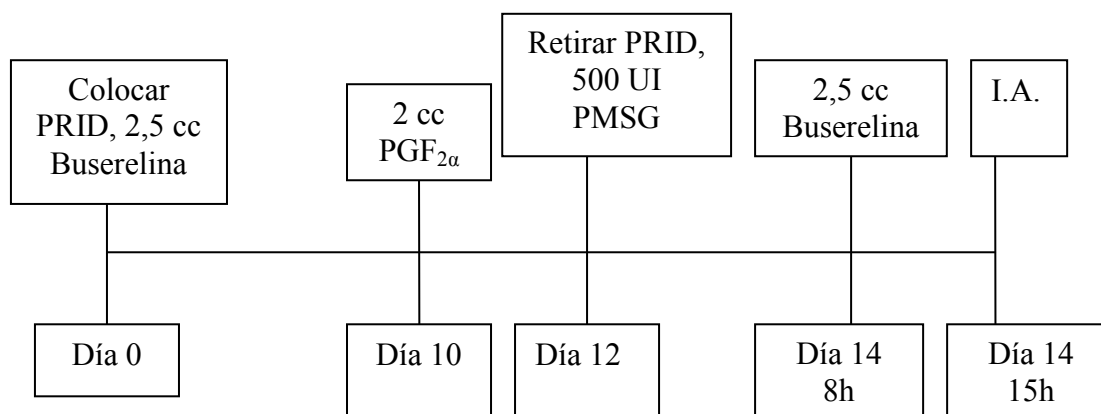 Colocar
PRID, 2,5 cc
Buserelina
2 cc
PGF2α
Retirar PRID,
500 UI
PMSG
2,5 cc
Buserelina
I.A.
Día 0
Día 10
Día 12
Día 14
8h
Día 14
15h